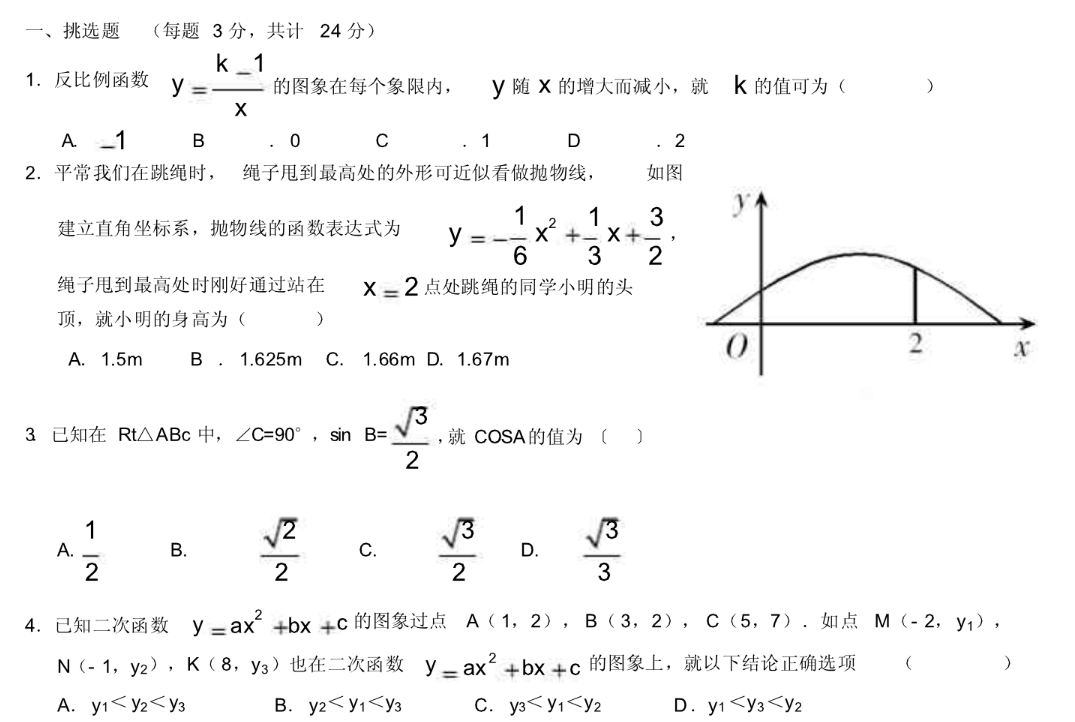 一、挑选题 （每题 3 分，共计 24 分）
1. 反比例函数 y = (k - 1)/x 的图象在每个象限内， y 随 x 的增大而减小，就 k 的值可为（ ）
A. -1 B . 0 C . 1 D . 2
2. 平常我们在跳绳时， 绳子甩到最高处的外形可近似看做抛物线， 如图
建立直角坐标系，抛物线的函数表达式为 y = -1/6 x² + 1/3 x + 3/2 ，
绳子甩到最高处时刚好通过站在 x = 2 点处跳绳的同学小明的头
顶，就小明的身高为（ ）
A. 1.5m B . 1.625m C. 1.66m D. 1.67m
y
O 2 x
3. 已知在 Rt△ABc 中，∠C=90°，sin B= √3/2 ，就 COSA的值为 〔 〕
A. 1/2 B. √2/2 C. √3/2 D. √3/3
4. 已知二次函数 y = ax² + bx + c 的图象过点 A（1，2），B（3，2），C（5，7）．如点 M（- 2，y₁），
N（- 1，y₂），K（8，y₃）也在二次函数 y = ax² + bx + c 的图象上，就以下结论正确选项 （ ）
A. y₁＜y₂＜y₃ B. y₂＜y₁＜y₃ C. y₃＜y₁＜y₂ D. y₁＜y₃＜y₂